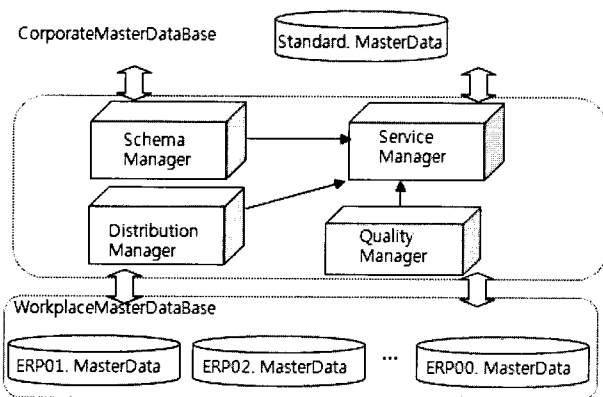 CorporateMasterDataBase
Standard. MasterData
Schema
Manager
Service
Manager
Distribution
Manager
Quality
Manager
WorkplaceMasterDataBase
ERP01. MasterData
ERP02. MasterData
...
ERP00. MasterData